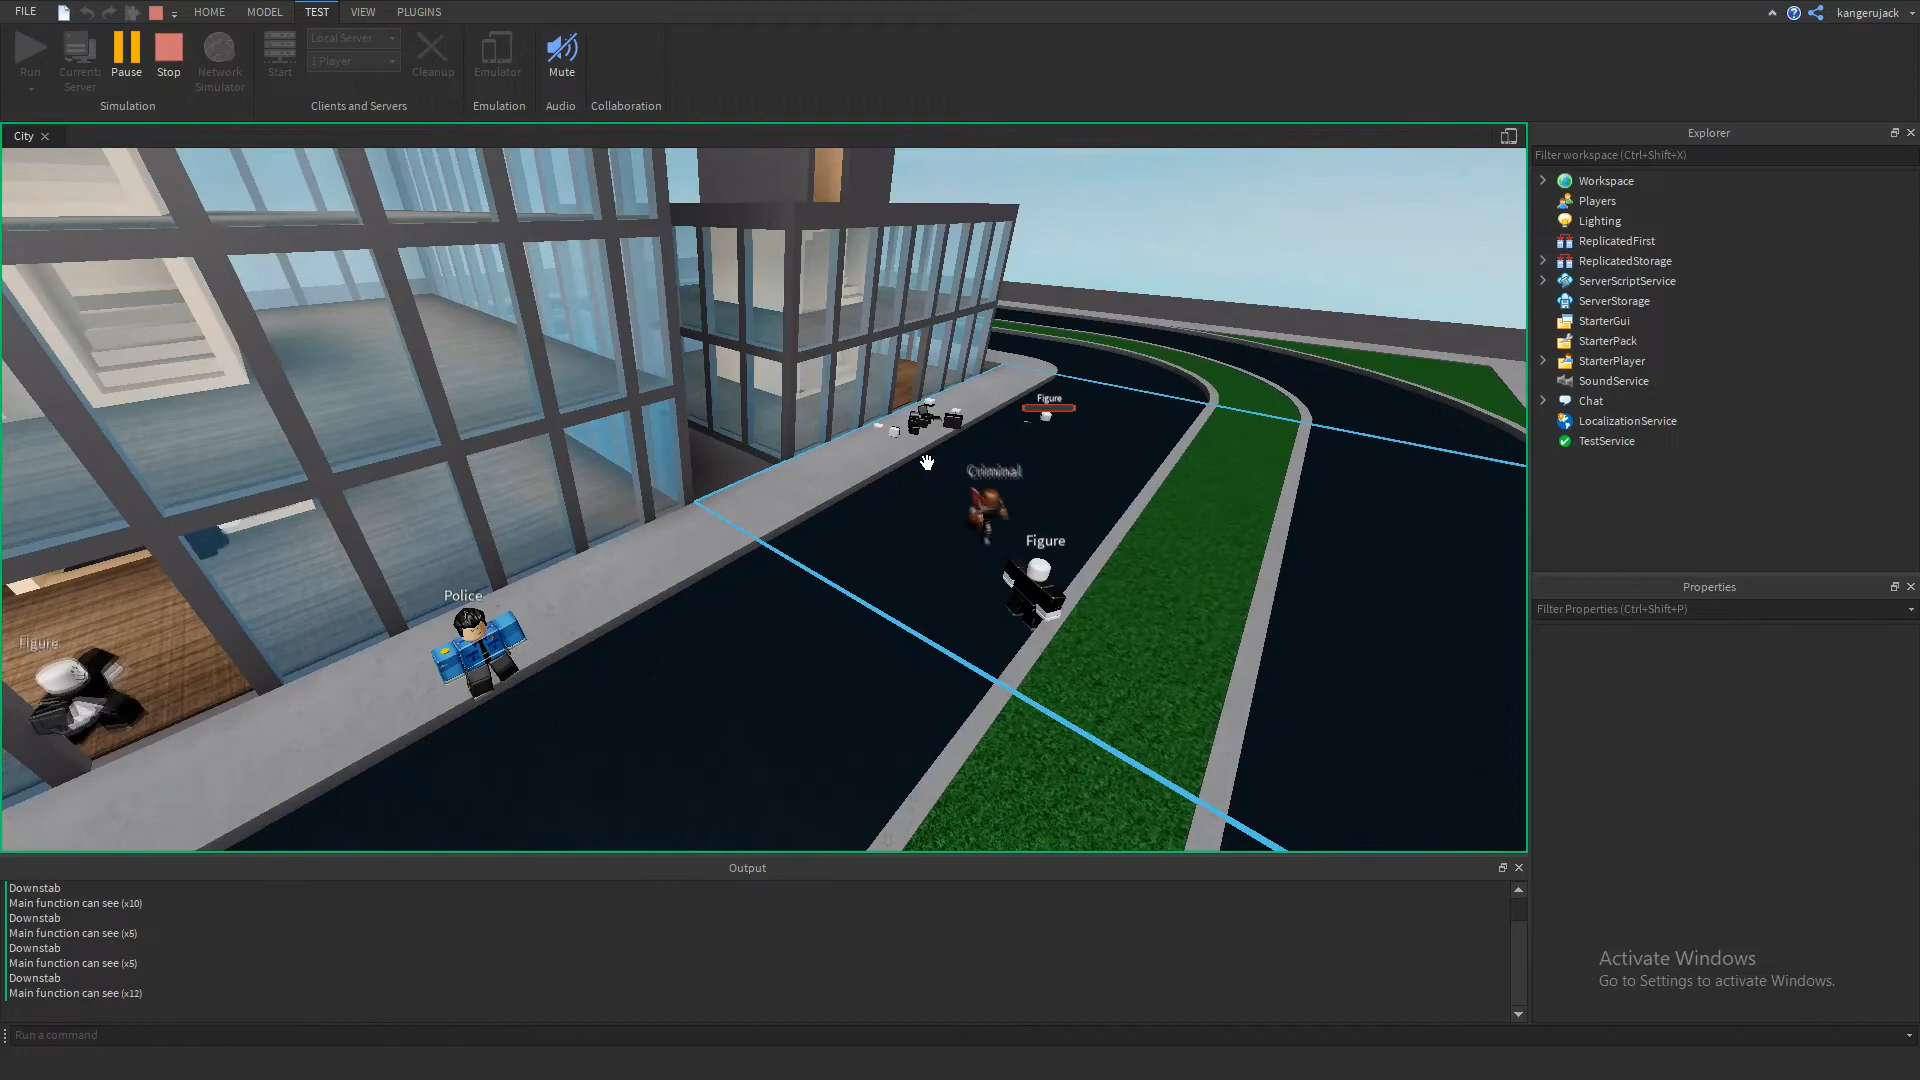 FILE
HOME
MODEL
TEST
VIEW
PLUGINS
kangerujack
Run
Current:
Server
Pause
Stop
Network
Simulator
Start
Local Server
1 Player
Cleanup
Emulator
Mute
Simulation
Clients and Servers
Emulation
Audio
Collaboration
City
Explorer
Filter workspace (Ctrl+Shift+X)
Workspace
Players
Lighting
ReplicatedFirst
ReplicatedStorage
ServerScriptService
ServerStorage
StarterGui
StarterPack
StarterPlayer
SoundService
Chat
LocalizationService
TestService
Figure
Criminal
Figure
Police
Figure
Properties
Filter Properties (Ctrl+Shift+P)
Output
Downstab
Main function can see (x10)
Downstab
Main function can see (x5)
Downstab
Main function can see (x5)
Downstab
Main function can see (x12)
Activate Windows
Go to Settings to activate Windows.
Run a command